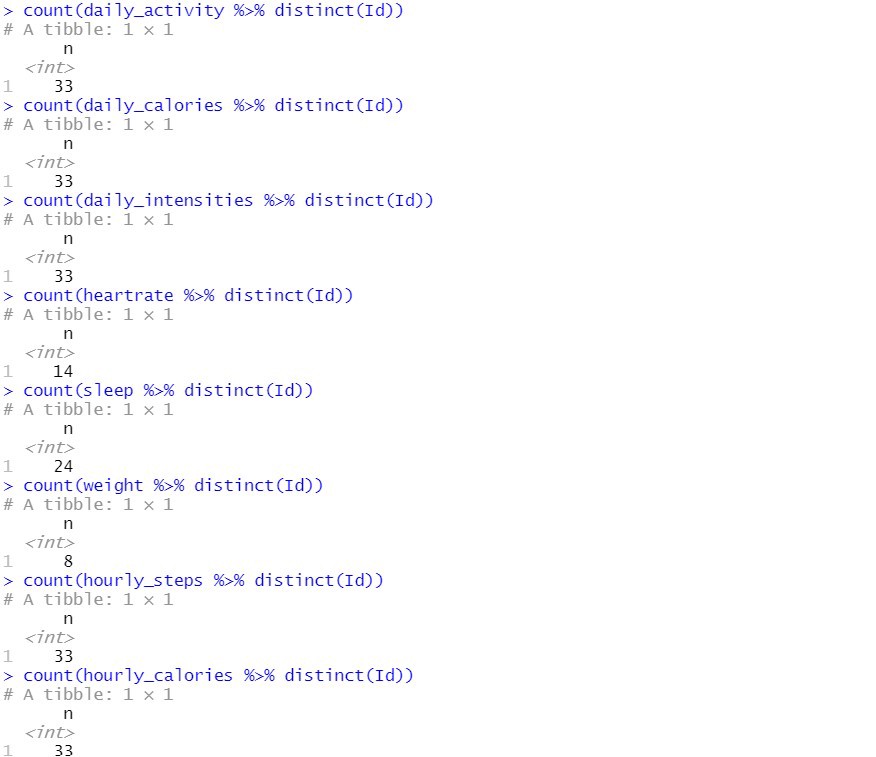 > count(daily_activity %>% distinct(Id))
# A tibble: 1 × 1
      n
  <int>
1    33
> count(daily_calories %>% distinct(Id))
# A tibble: 1 × 1
      n
  <int>
1    33
> count(daily_intensities %>% distinct(Id))
# A tibble: 1 × 1
      n
  <int>
1    33
> count(heartrate %>% distinct(Id))
# A tibble: 1 × 1
      n
  <int>
1    14
> count(sleep %>% distinct(Id))
# A tibble: 1 × 1
      n
  <int>
1    24
> count(weight %>% distinct(Id))
# A tibble: 1 × 1
      n
  <int>
1     8
> count(hourly_steps %>% distinct(Id))
# A tibble: 1 × 1
      n
  <int>
1    33
> count(hourly_calories %>% distinct(Id))
# A tibble: 1 × 1
      n
  <int>
1    33